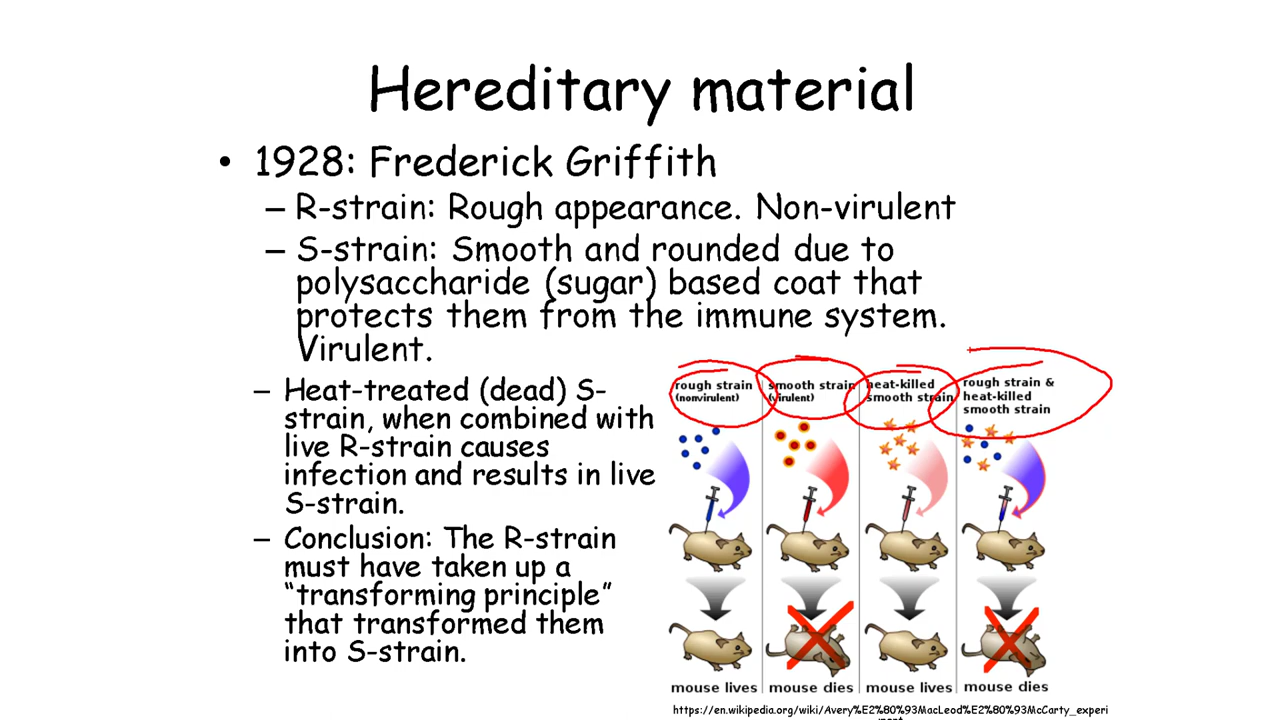 Hereditary material
• 1928: Frederick Griffith
– R-strain: Rough appearance. Non-virulent
– S-strain: Smooth and rounded due to
polysaccharide (sugar) based coat that
protects them from the immune system.
Virulent.
– Heat-treated (dead) S-
strain, when combined with
live R-strain causes
infection and results in live
S-strain.
– Conclusion: The R-strain
must have taken up a
“transforming principle”
that transformed them
into S-strain.
rough strain
(nonvirulent)
smooth strain
(virulent)
heat-killed
smooth strain
rough strain &
heat-killed
smooth strain
mouse lives
mouse dies
mouse lives
mouse dies
https://en.wikipedia.org/wiki/Avery%E2%80%93MacLeod%E2%80%93McCarty_experi